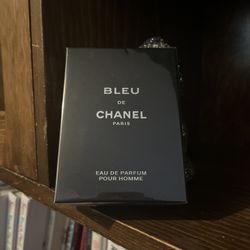 BLEU
DE
CHANEL
PARIS
EAU DE PARFUM
POUR HOMME